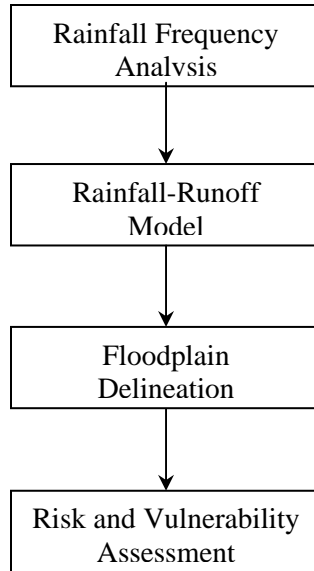 Rainfall Frequency
Analysis
Rainfall-Runoff
Model
Floodplain
Delineation
Risk and Vulnerability
Assessment